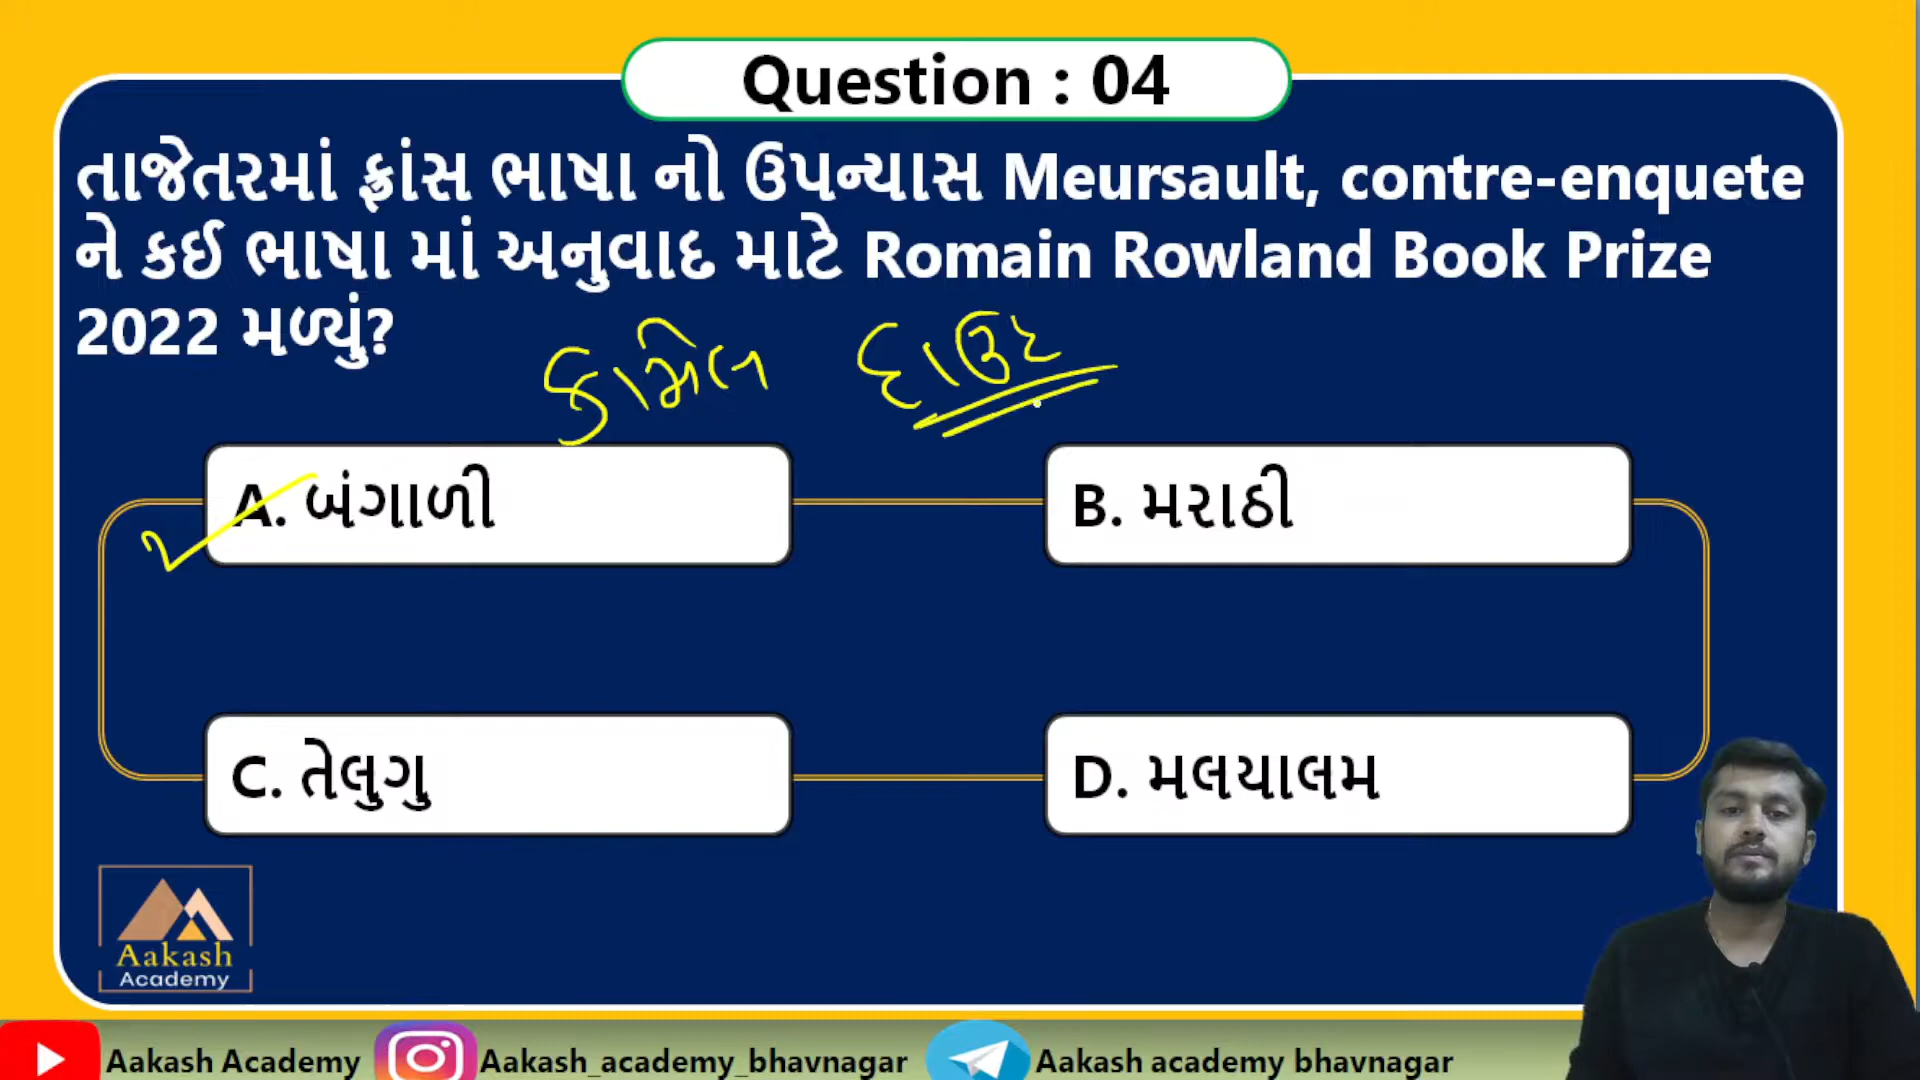 Question : 04
તાજેતરમાં ફ્રાંસ ભાષા નો ઉપન્યાસ Meursault, contre-enquete
ને કઈ ભાષા માં અનુવાદ માટે Romain Rowland Book Prize
2022 મળ્યું?
કામેલ દાઉદ
A. બંગાળી
B. મરાઠી
C. તેલુગુ
D. મલયાલમ
Aakash
Academy
Aakash Academy
Aakash_academy_bhavnagar
Aakash academy bhavnagar